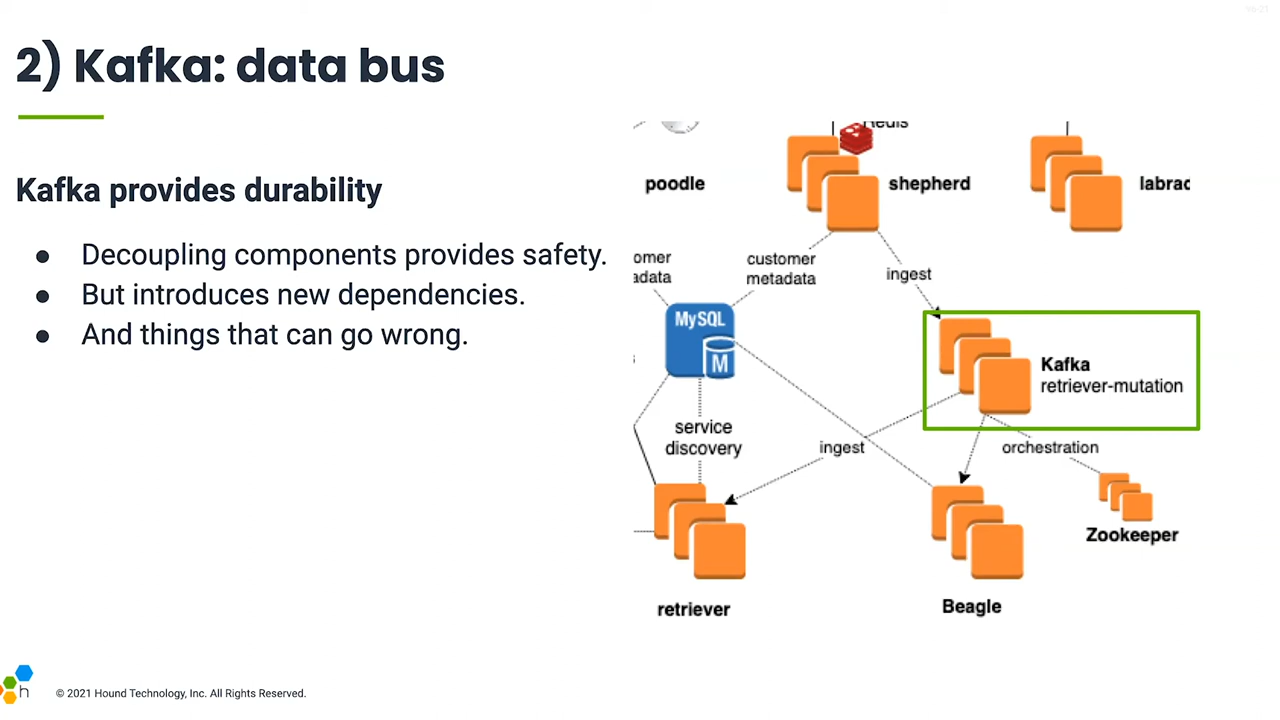 2) Kafka: data bus
Kafka provides durability
● Decoupling components provides safety.
● But introduces new dependencies.
● And things that can go wrong.
Redis
poodle
shepherd
labrac
omer
adata
customer
metadata
ingest
MySQL
M
Kafka
retriever-mutation
service
discovery
ingest
orchestration
Zookeeper
retriever
Beagle
h
© 2021 Hound Technology, Inc. All Rights Reserved.